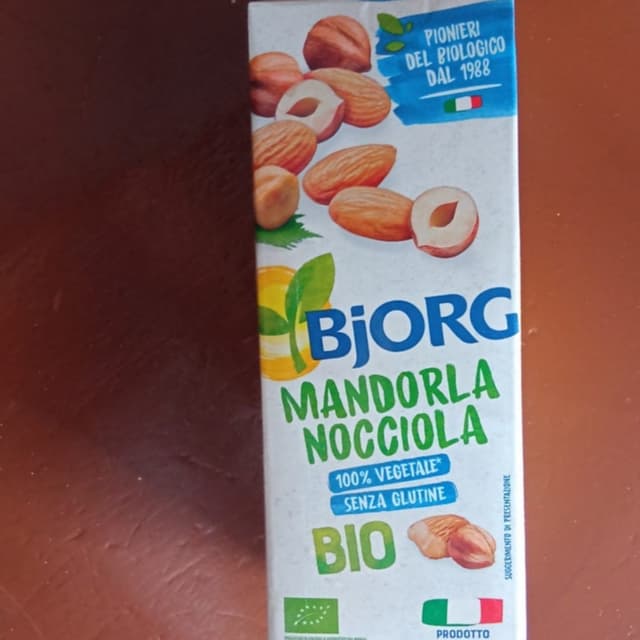 PIONIERI
DEL BIOLOGICO
DAL 1988
BjORG
MANDORLA
NOCCIOLA
100% VEGETALE*
SENZA GLUTINE
BIO
SUGGERIMENTO DI PRESENTAZIONE
PRODOTTO